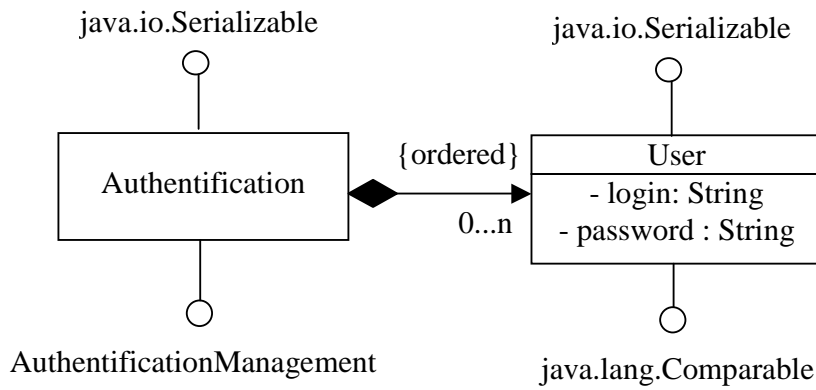 java.io.Serializable
java.io.Serializable
Authentification
{ordered}
0...n
User
- login: String
- password : String
AuthentificationManagement
java.lang.Comparable